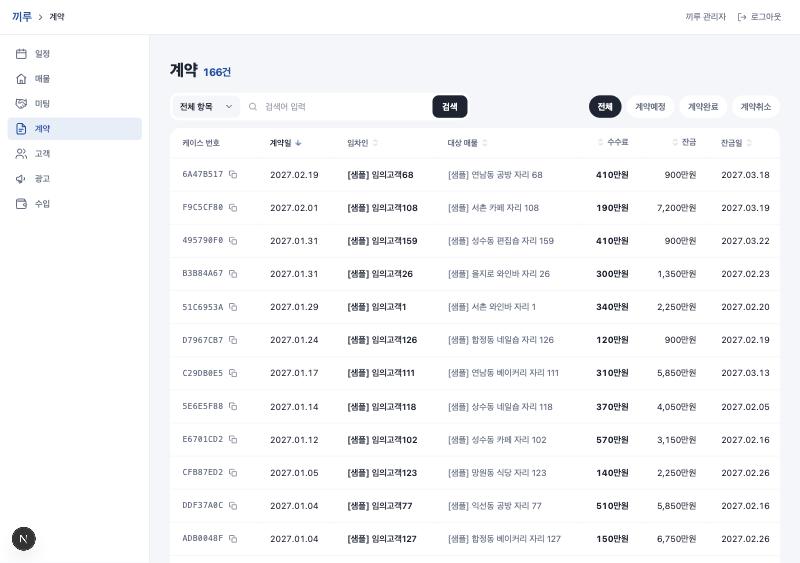 끼루 > 계약
끼루 관리자 로그아웃
일정
매물
미팅
계약
고객
광고
수입
계약 166건
전체 항목 검색어 입력 검색 전체 계약예정 계약완료 계약취소
케이스 번호 계약일 임차인 대상 매물 수수료 잔금 잔금일
6A47B517 2027.02.19 [샘플] 임의고객68 [샘플] 연남동 공방 자리 68 410만원 900만원 2027.03.18
F9C5CF80 2027.02.01 [샘플] 임의고객108 [샘플] 서촌 카페 자리 108 190만원 7,200만원 2027.03.19
495790F0 2027.01.31 [샘플] 임의고객159 [샘플] 성수동 편집숍 자리 159 410만원 900만원 2027.03.22
B3B84A67 2027.01.31 [샘플] 임의고객26 [샘플] 을지로 와인바 자리 26 300만원 1,350만원 2027.02.23
51C6953A 2027.01.29 [샘플] 임의고객1 [샘플] 서촌 와인바 자리 1 340만원 2,250만원 2027.02.20
D7967CB7 2027.01.24 [샘플] 임의고객126 [샘플] 합정동 네일숍 자리 126 120만원 900만원 2027.02.19
C29DB0E5 2027.01.17 [샘플] 임의고객111 [샘플] 연남동 베이커리 자리 111 310만원 5,850만원 2027.03.13
5E6E5F88 2027.01.14 [샘플] 임의고객118 [샘플] 상수동 네일숍 자리 118 370만원 4,050만원 2027.02.05
E6701CD2 2027.01.12 [샘플] 임의고객102 [샘플] 성수동 카페 자리 102 570만원 3,150만원 2027.02.16
CFB87ED2 2027.01.05 [샘플] 임의고객123 [샘플] 망원동 식당 자리 123 140만원 2,250만원 2027.02.26
DDF37A0C 2027.01.04 [샘플] 임의고객77 [샘플] 익선동 공방 자리 77 510만원 5,850만원 2027.02.16
ADB0048F 2027.01.04 [샘플] 임의고객127 [샘플] 합정동 베이커리 자리 127 150만원 6,750만원 2027.02.26
N